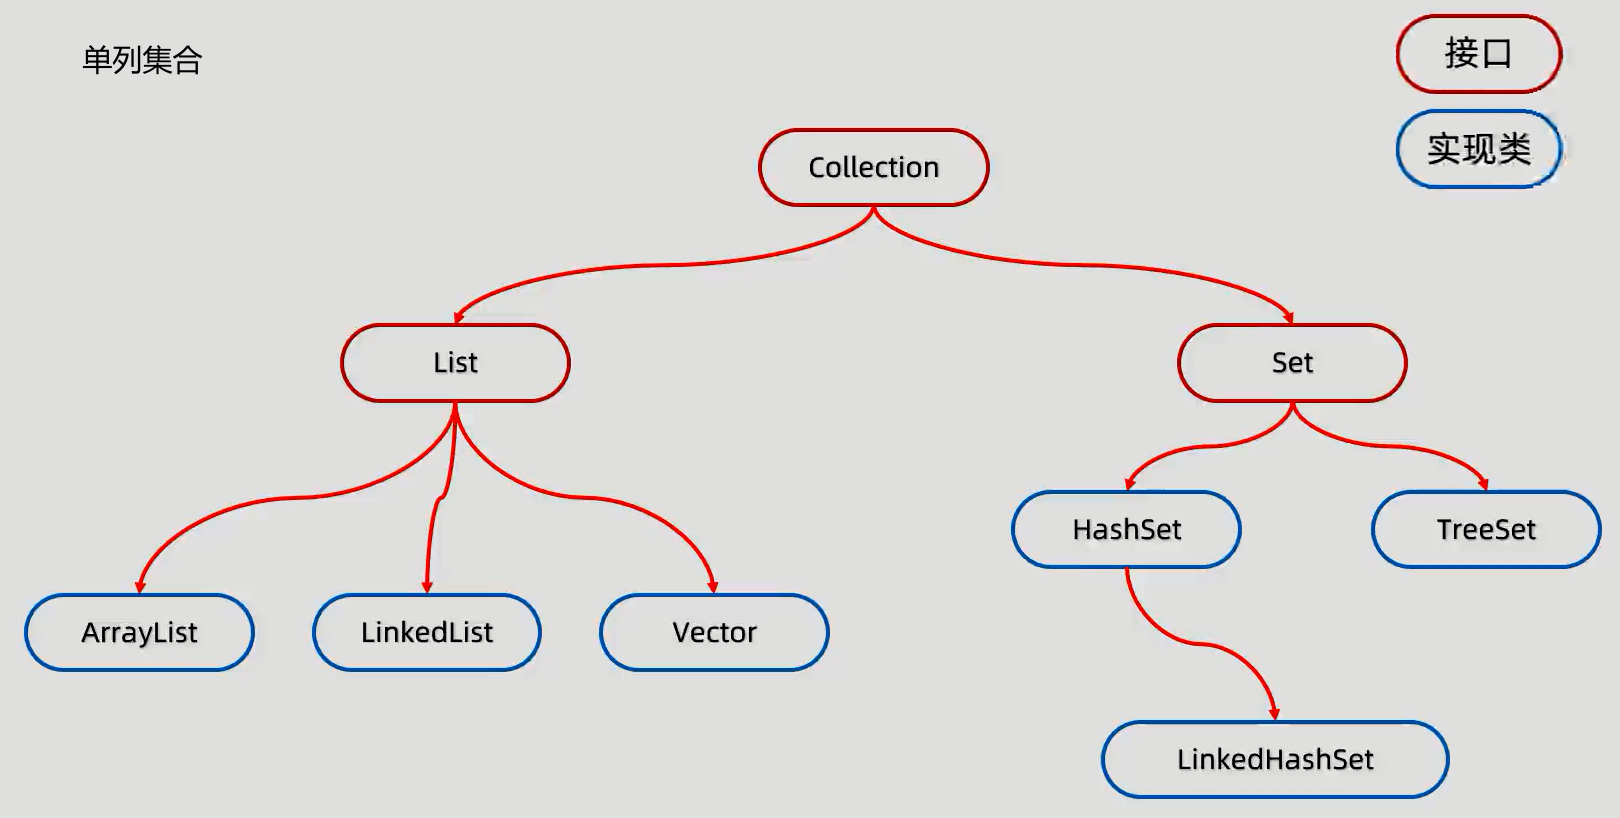 单列集合
接口
实现类
Collection
List
Set
HashSet
TreeSet
ArrayList
LinkedList
Vector
LinkedHashSet